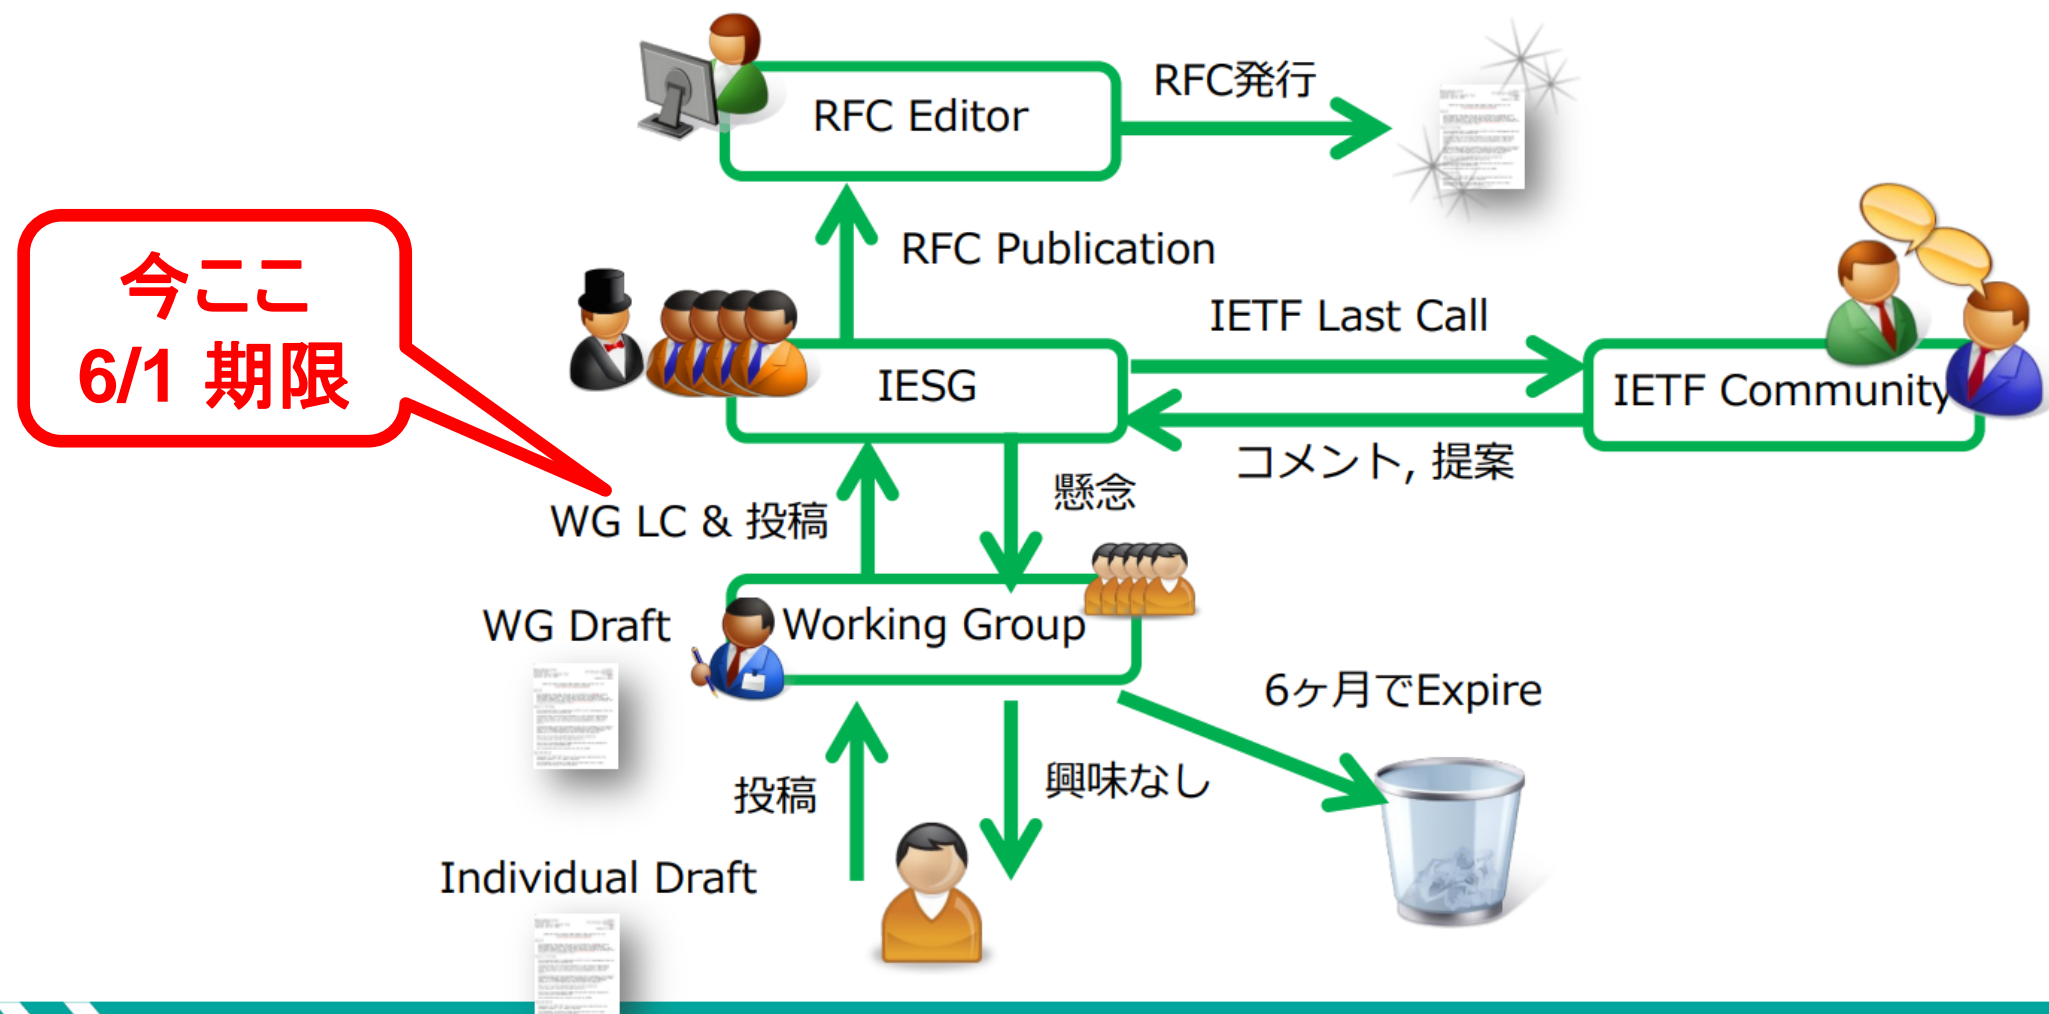 RFC Editor
RFC発行
RFC Publication
今ここ
6/1 期限
IETF Last Call
IESG
IETF Community
コメント, 提案
懸念
WG LC & 投稿
WG Draft
Working Group
6ヶ月でExpire
投稿
興味なし
Individual Draft